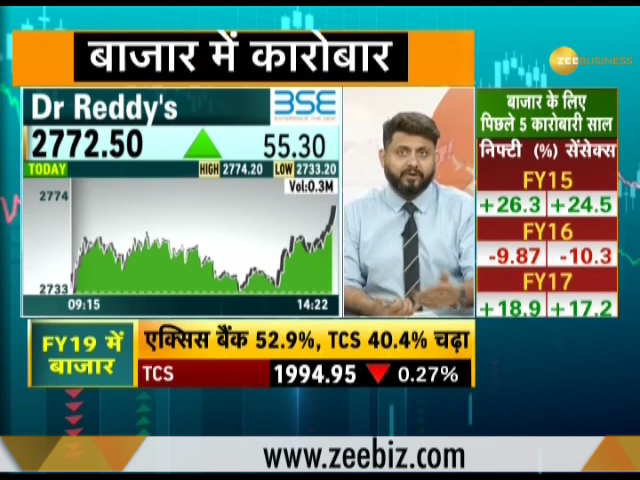 बाजार में कारोबार
ZEE BUSINESS
Dr Reddy's
BSE
EXPERIENCE THE NEW
2772.50 55.30
TODAY HIGH 2774.20 LOW 2733.20
Vol:0.3M
2774
2733
09:15 14:22
बाजार के लिए
पिछले 5 कारोबारी साल
निफ्टी (%) सेंसेक्स
FY15
+26.3 +24.5
FY16
-9.87 -10.3
FY17
+18.9 +17.2
FY19 में
बाजार
एक्सिस बैंक 52.9%, TCS 40.4% चढ़ा
TCS 1994.95 0.27%
www.zeebiz.com